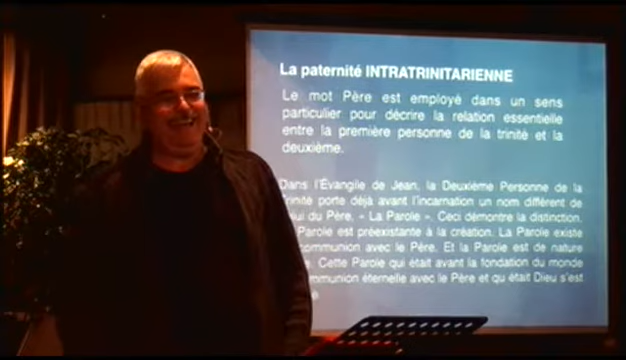 La paternité INTRATRINITARIENNE
Le mot Père est employé dans un sens
particulier pour décrire la relation essentielle
entre la première personne de la trinité et la
deuxième.
Dans l'Évangile de Jean, la Deuxième Personne de la
Trinité porte déjà avant l'incarnation un nom différent de
du Père, « La Parole ». Ceci démontre la distinction.
Parole est préexistante à la création. La Parole existe
communion avec le Père. Et la Parole est de nature
Cette Parole qui était avant la fondation du monde
éternelle avec le Père et qui était Dieu s'est